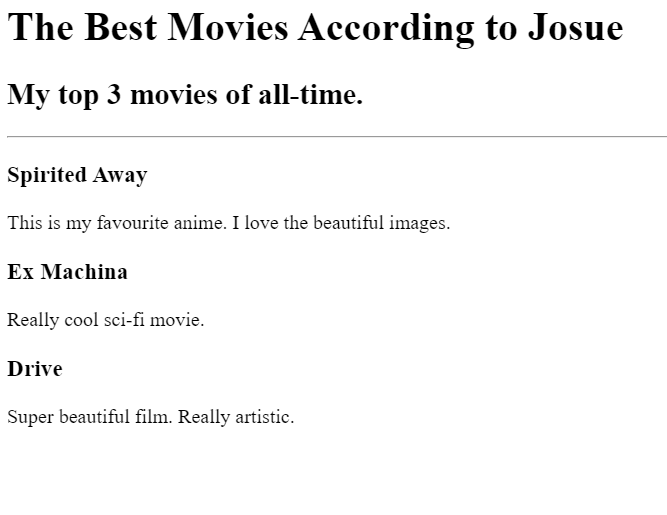 The Best Movies According to Josue
My top 3 movies of all-time.
Spirited Away
This is my favourite anime. I love the beautiful images.
Ex Machina
Really cool sci-fi movie.
Drive
Super beautiful film. Really artistic.